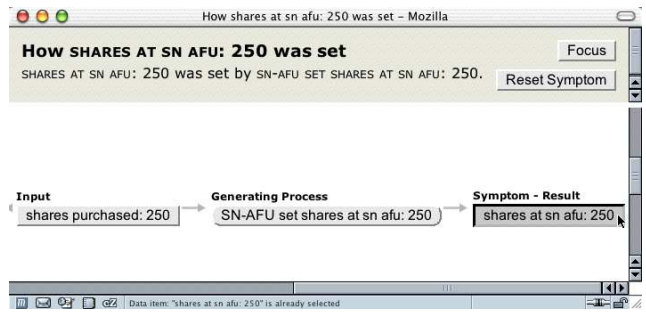 How shares at sn afu: 250 was set – Mozilla
How SHARES AT SN AFU: 250 was set
Focus
SHARES AT SN AFU: 250 was set by SN-AFU SET SHARES AT SN AFU: 250.
Reset Symptom
Input
Generating Process
Symptom - Result
shares purchased: 250
SN-AFU set shares at sn afu: 250
shares at sn afu: 250
Data item: "shares at sn afu: 250" is already selected